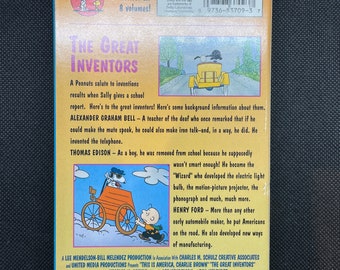 8 volumes!
9736-83709-3
THE GREAT
INVENTORS
A Peanuts salute to inventions
results when Sally gives a school
report. Here's to the great inventors! Here's some background information about them.
ALEXANDER GRAHAM BELL – A teacher of the deaf who once remarked that if he
could make the mute speak, he could also make iron talk—and, in a way, he did. He
invented the telephone.
THOMAS EDISON – As a boy, he was removed from school because he supposedly
wasn't smart enough! He became the
"Wizard" who developed the electric light
bulb, the motion-picture projector, the
phonograph and much, much more.
HENRY FORD – More than any other
early automobile maker, he put Americans
on the road. He also developed new ways
of manufacturing.
A LEE MENDELSON-BILL MELENDEZ PRODUCTION In Association With CHARLES M. SCHULZ CREATIVE ASSOCIATES
and UNITED MEDIA PRODUCTIONS Presents "THIS IS AMERICA, CHARLIE BROWN" "THE GREAT INVENTORS"